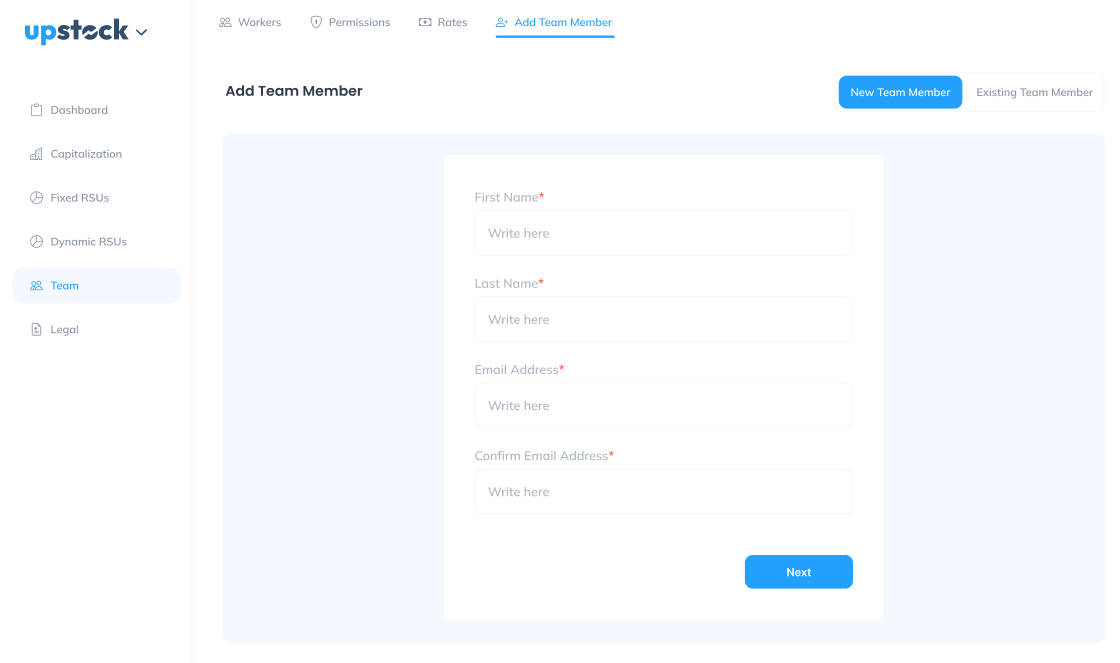 upstock
Workers
Permissions
Rates
Add Team Member
Dashboard
Capitalization
Fixed RSUs
Dynamic RSUs
Team
Legal
Add Team Member
New Team Member
Existing Team Member
First Name*
Write here
Last Name*
Write here
Email Address*
Write here
Confirm Email Address*
Write here
Next